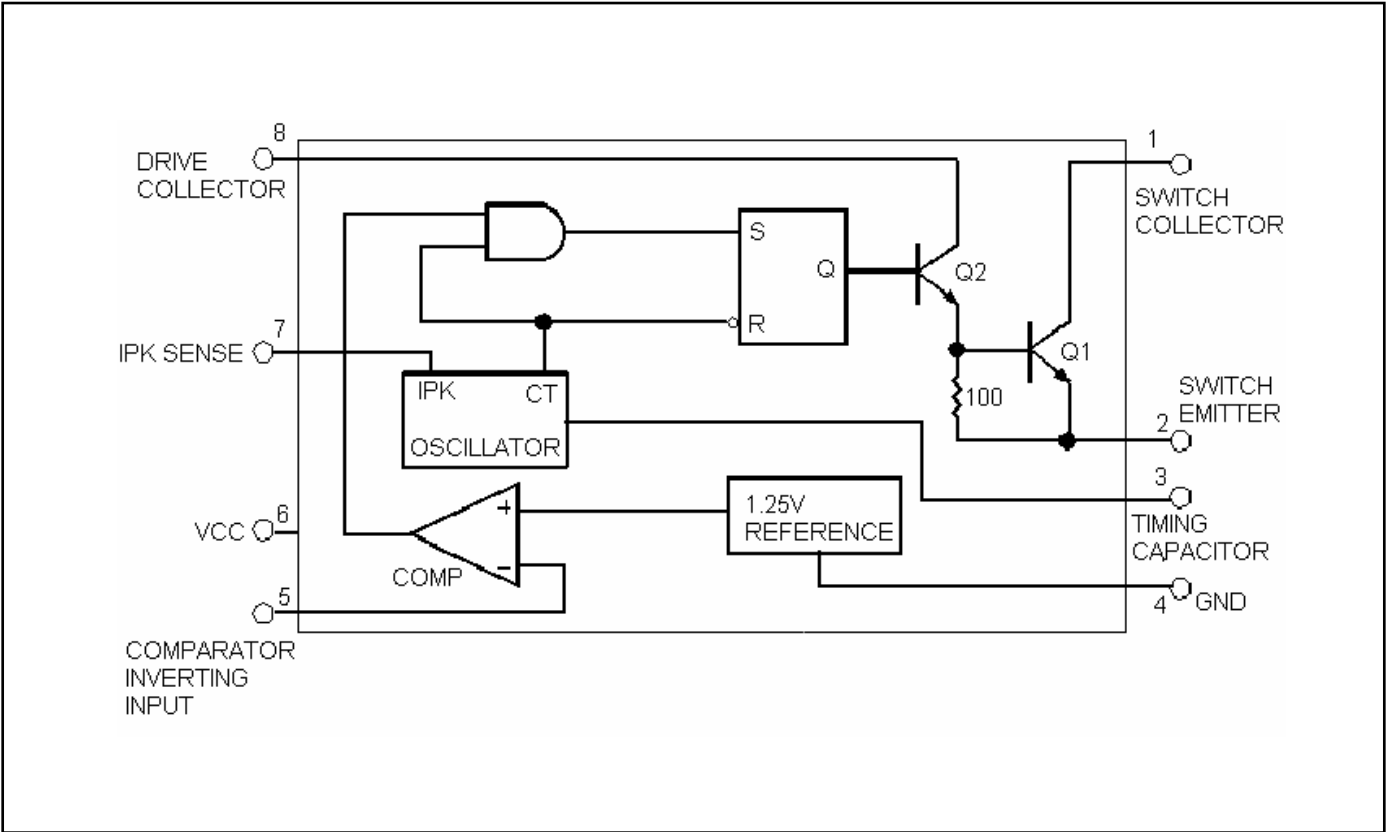 8
DRIVE
COLLECTOR
1
SWITCH
COLLECTOR
S
Q
R
Q2
7
IPK SENSE
IPK
CT
OSCILLATOR
Q1
100
SWITCH
EMITTER
2
3
TIMING
CAPACITOR
1.25V
REFERENCE
+
−
COMP
6
VCC
5
4
GND
COMPARATOR
INVERTING
INPUT